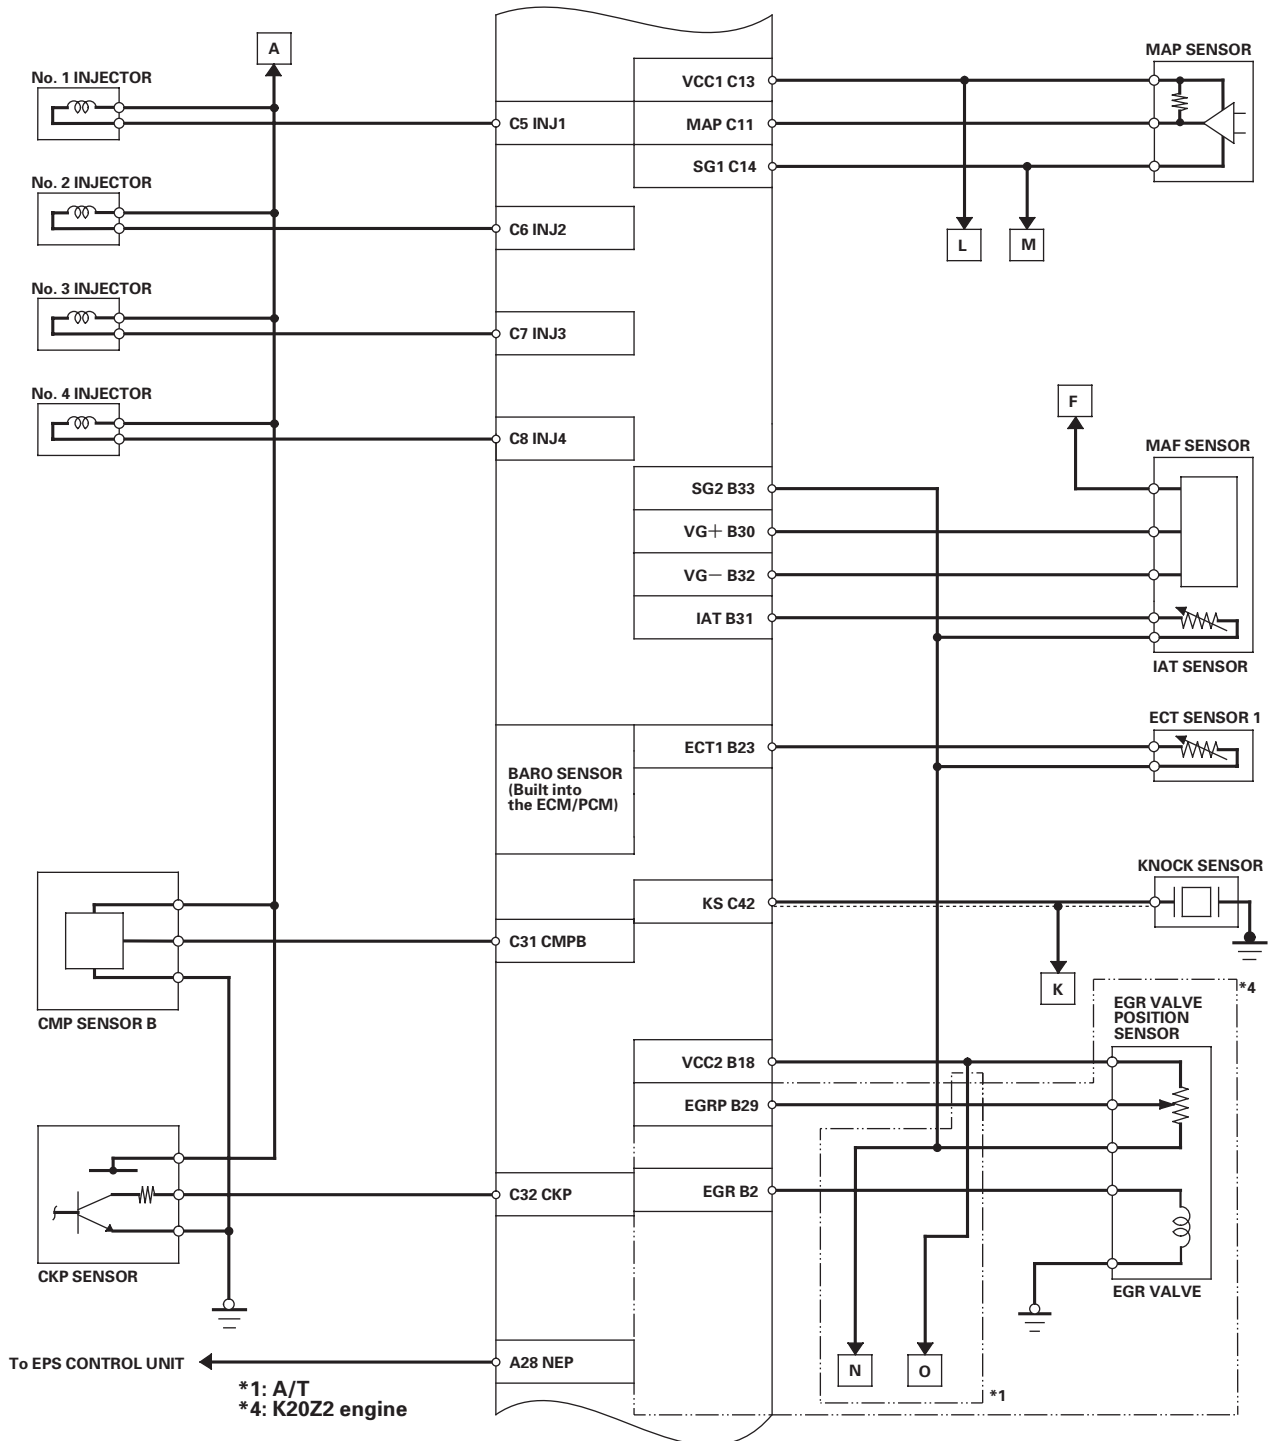 A
No. 1 INJECTOR
C5 INJ1
No. 2 INJECTOR
C6 INJ2
No. 3 INJECTOR
C7 INJ3
No. 4 INJECTOR
C8 INJ4
VCC1 C13
MAP C11
SG1 C14
MAP SENSOR
L
M
F
MAF SENSOR
SG2 B33
VG+ B30
VG− B32
IAT B31
IAT SENSOR
ECT SENSOR 1
ECT1 B23
BARO SENSOR
(Built into
the ECM/PCM)
KNOCK SENSOR
KS C42
K
C31 CMPB
CMP SENSOR B
*4
EGR VALVE
POSITION
SENSOR
VCC2 B18
EGRP B29
C32 CKP
EGR B2
CKP SENSOR
EGR VALVE
To EPS CONTROL UNIT
A28 NEP
N
O
*1
*1: A/T
*4: K20Z2 engine